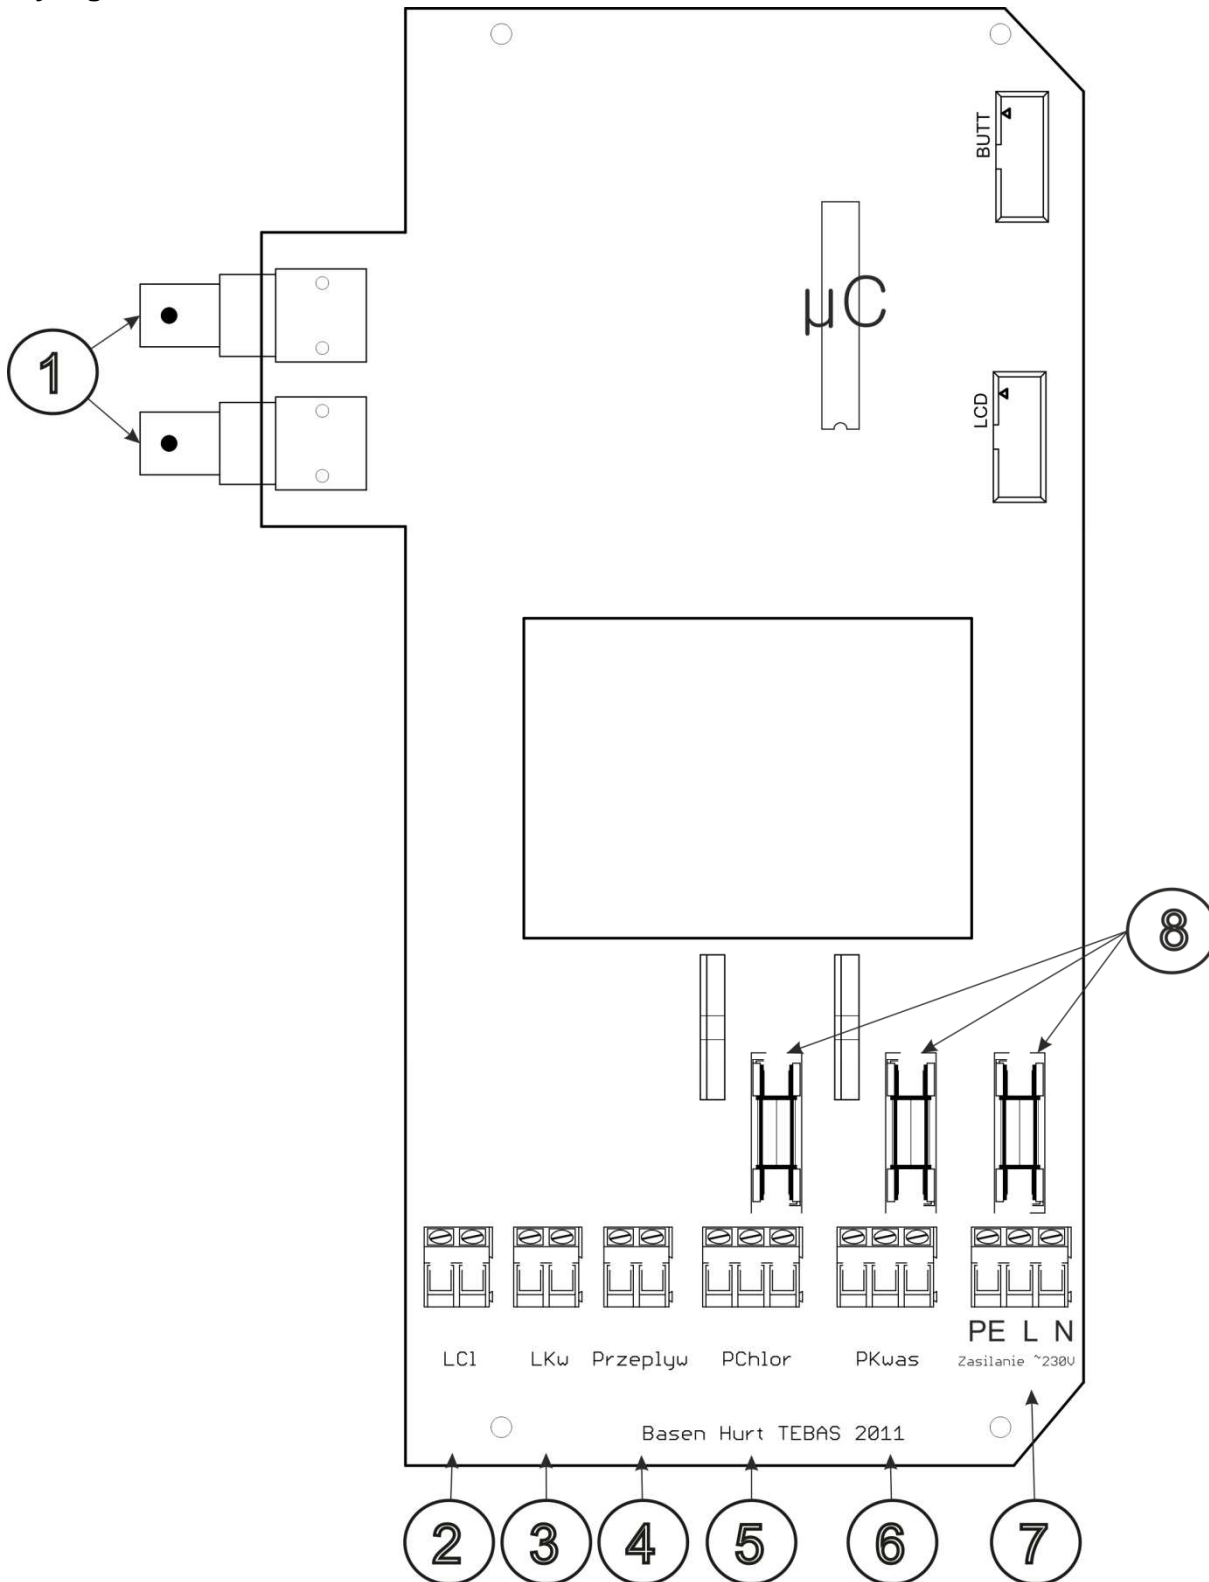 BUTT
µC
1
LCD
8
PE L N
LCl LKw Przeplyw PChlor PKwas Zasilanie ~230V
Basen Hurt TEBAS 2011
2 3 4 5 6 7